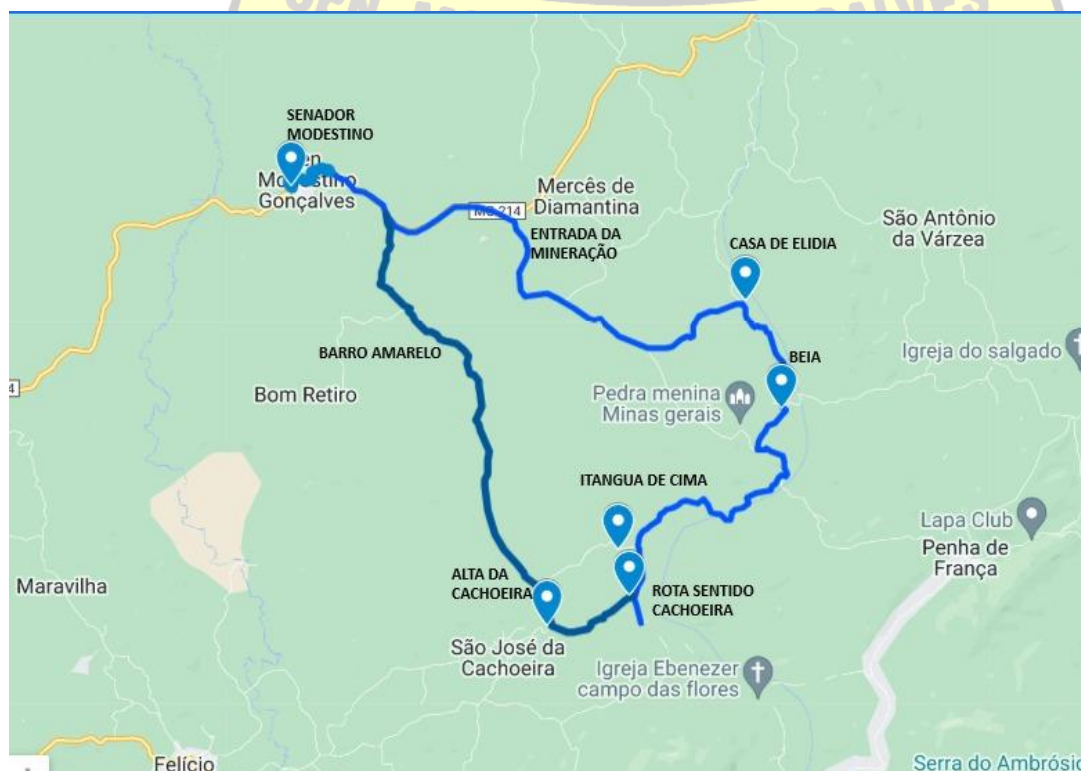 SENADOR
MODESTINO
Modestino
Gonçalves
Mercês de
Diamantina
MG-214
ENTRADA DA
MINERAÇÃO
CASA DE ELIDIA
São Antônio
da Várzea
BARRO AMARELO
BEIA
Igreja do salgado
4
Bom Retiro
Pedra menina
Minas gerais
ITANGUA DE CIMA
Lapa Club
Penha de
França
Maravilha
ALTA DA
CACHOEIRA
ROTA SENTIDO
CACHOEIRA
São José da
Cachoeira
Igreja Ebenezer
campo das flores
Felício
Serra do Ambrósio